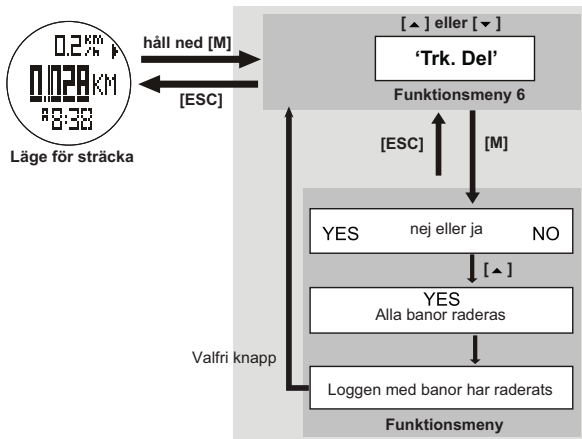 [▲] eller [▼]
0.2 KM/h
håll ned [M]
'Trk. Del'
0.102A KM
[ESC]
Funktionsmeny 6
A 8:38
Läge för sträcka
[ESC]
[M]
YES nej eller ja NO
[▲]
YES
Alla banor raderas
Valfri knapp
Loggen med banor har raderats
Funktionsmeny